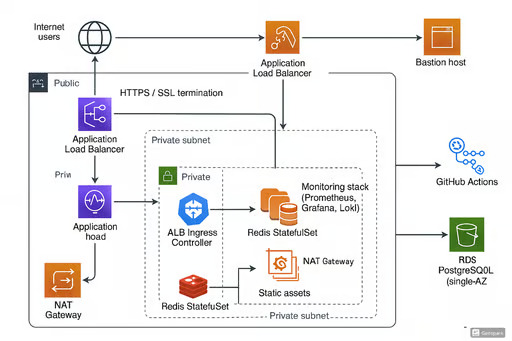 Internet
users
Application
Load Balancer
Bastion host
Public
HTTPS / SSL termination
Application
Load Balancer
Private subnet
Privı
Private
Monitoring stack
(Prometheus,
Grafana, Lokl)
GitHub Actions
Application
hoad
ALB Ingress
Controller
Redis StatefulSet
NAT Gateway
RDS
PostgreSQ0L
(single-AZ
NAT
Gateway
Redis StatefuSet
Static assets
Private subnet